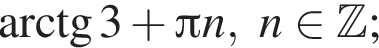 arctg 3 + πn, n ∈ ℤ;